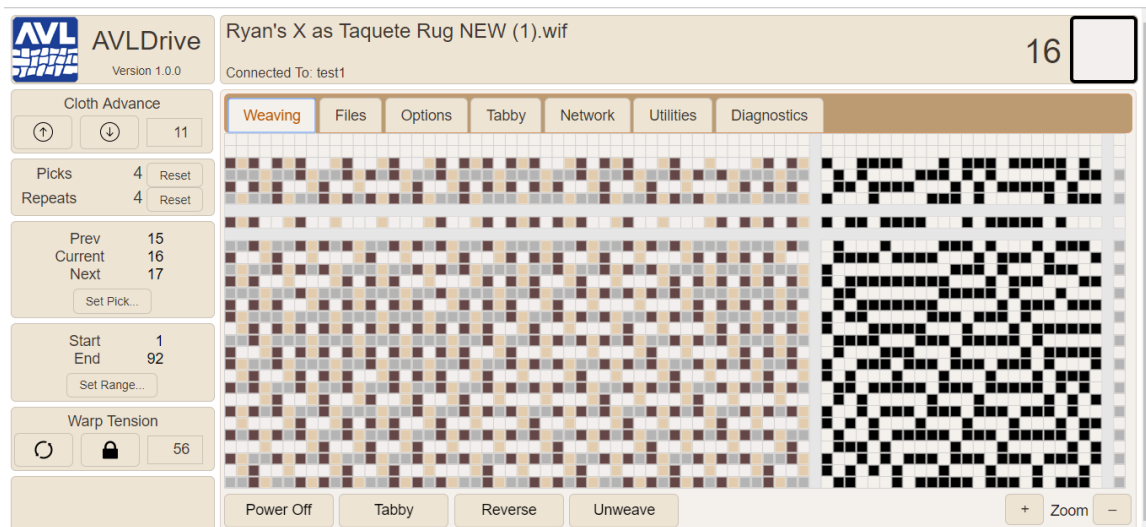 AVL
AVLDrive
Version 1.0.0
Ryan's X as Taquete Rug NEW (1).wif
Connected To: test1
16
Cloth Advance
11
Picks 4 Reset
Repeats 4 Reset
Prev 15
Current 16
Next 17
Set Pick...
Start 1
End 92
Set Range...
Warp Tension
56
Weaving Files Options Tabby Network Utilities Diagnostics
Power Off Tabby Reverse Unweave + Zoom –